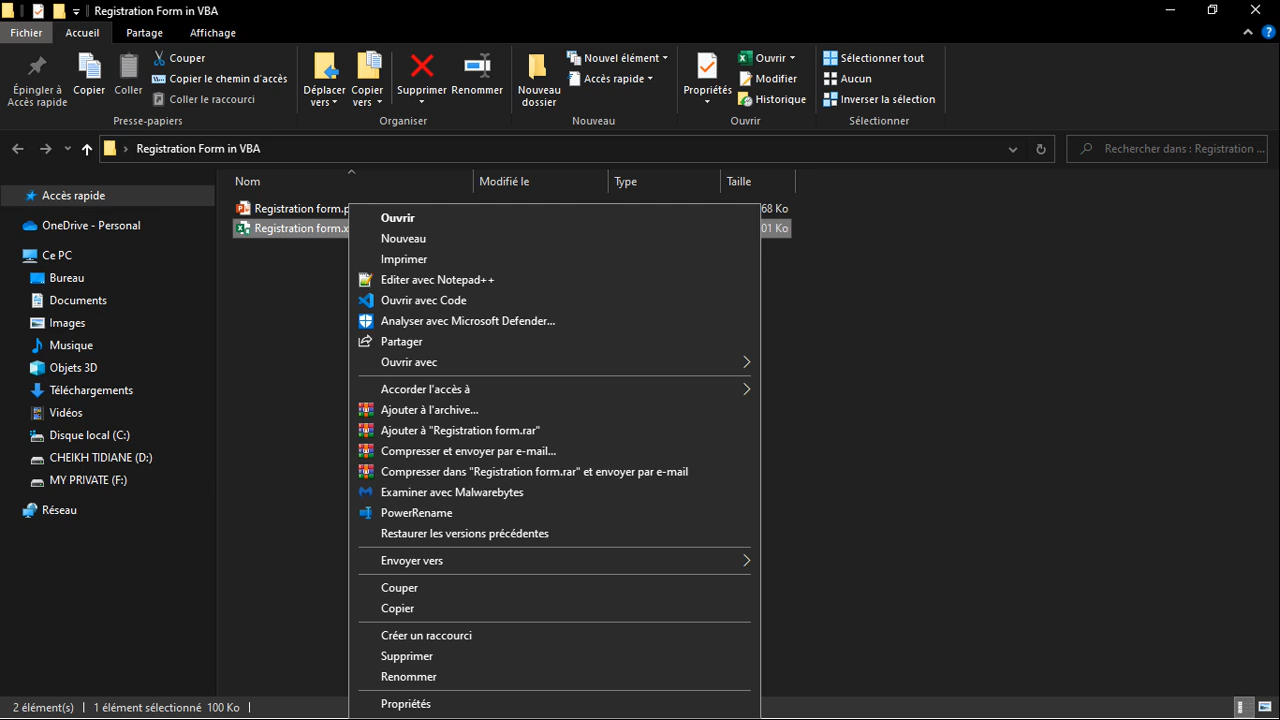 Registration Form in VBA
Fichier
Accueil
Partage
Affichage
Épingler à
Accès rapide
Copier
Coller
Couper
Copier le chemin d'accès
Coller le raccourci
Presse-papiers
Déplacer
vers
Copier
vers
Supprimer
Renommer
Organiser
Nouveau
dossier
Nouvel élément
Accès rapide
Nouveau
Propriétés
Ouvrir
Modifier
Historique
Ouvrir
Sélectionner tout
Aucun
Inverser la sélection
Sélectionner
Registration Form in VBA
Rechercher dans : Registration ...
Nom
Modifié le
Type
Taille
Registration form.p
68 Ko
Registration form.x
01 Ko
Accès rapide
OneDrive - Personal
Ce PC
Bureau
Documents
Images
Musique
Objets 3D
Téléchargements
Vidéos
Disque local (C:)
CHEIKH TIDIANE (D:)
MY PRIVATE (F:)
Réseau
Ouvrir
Nouveau
Imprimer
Editer avec Notepad++
Ouvrir avec Code
Analyser avec Microsoft Defender...
Partager
Ouvrir avec
Accorder l'accès à
Ajouter à l'archive...
Ajouter à "Registration form.rar"
Compresser et envoyer par e-mail...
Compresser dans "Registration form.rar" et envoyer par e-mail
Examiner avec Malwarebytes
PowerRename
Restaurer les versions précédentes
Envoyer vers
Couper
Copier
Créer un raccourci
Supprimer
Renommer
Propriétés
2 élément(s)
1 élément sélectionné 100 Ko